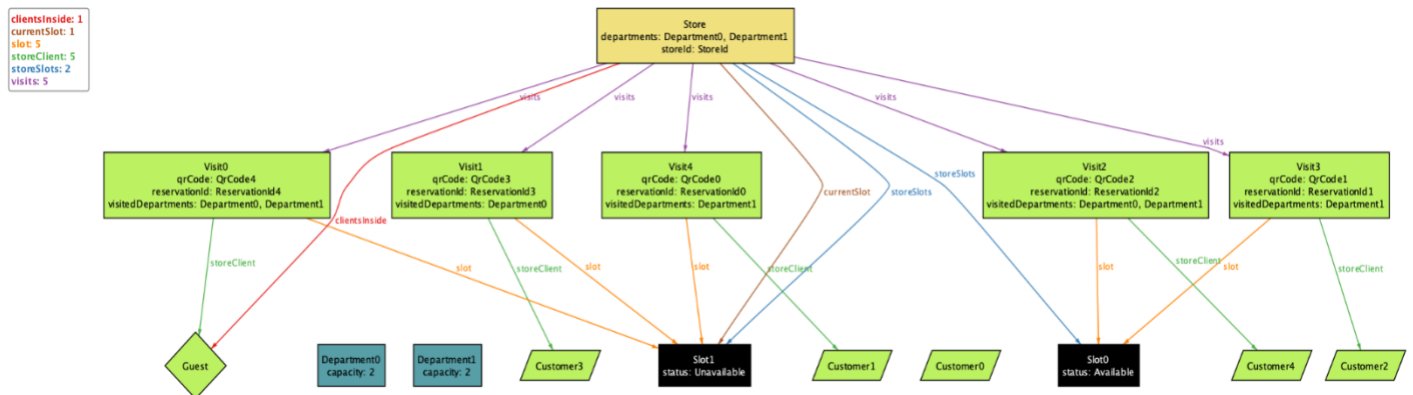 clientsInside: 1
currentSlot: 1
slot: 5
storeClient: 5
storeSlots: 2
visits: 5
Store
departments: Department0, Department1
storeId: StoreId
visits
visits
visits
visits
visits
Visit0
qrCode: QrCode4
reservationId: ReservationId4
visitedDepartments: Department0, Department1
Visit1
qrCode: QrCode3
reservationId: ReservationId3
visitedDepartments: Department0
Visit4
qrCode: QrCode0
reservationId: ReservationId0
visitedDepartments: Department1
Visit2
qrCode: QrCode2
reservationId: ReservationId2
visitedDepartments: Department0, Department1
Visit3
qrCode: QrCode1
reservationId: ReservationId1
visitedDepartments: Department1
currentSlot
storeSlots
storeSlots
clientsInside
storeClient
slot
storeClient
slot
slot
storeClient
slot
storeClient
slot
storeClient
Guest
Department0
capacity: 2
Department1
capacity: 2
Customer3
Slot1
status: Unavailable
Customer1
Customer0
Slot0
status: Available
Customer4
Customer2